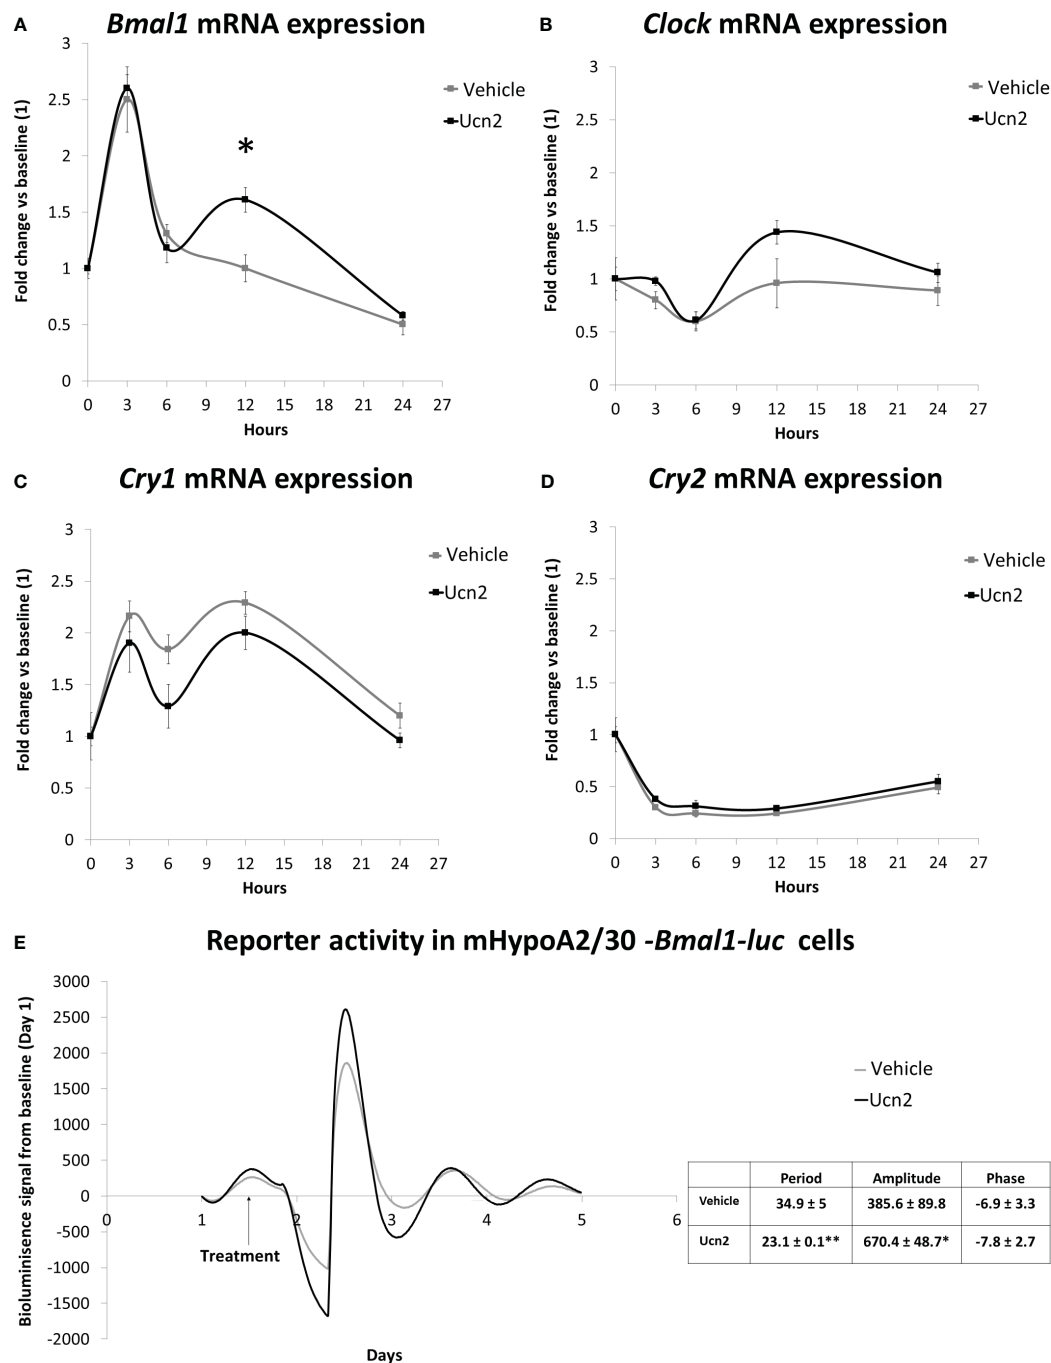 A
Bmal1 mRNA expression
3
2.5
2
1.5
1
0.5
0
Fold change vs baseline (1)
0 3 6 9 12 15 18 21 24 27
Hours
Vehicle
Ucn2
*
B
Clock mRNA expression
3
2.5
2
1.5
1
0.5
0
Fold change vs baseline (1)
0 3 6 9 12 15 18 21 24 27
Hours
Vehicle
Ucn2
C
Cry1 mRNA expression
3
2.5
2
1.5
1
0.5
0
Fold change vs baseline (1)
0 3 6 9 12 15 18 21 24 27
Hours
Vehicle
Ucn2
D
Cry2 mRNA expression
3
2.5
2
1.5
1
0.5
0
Fold change vs baseline (1)
0 3 6 9 12 15 18 21 24 27
Hours
Vehicle
Ucn2
E
Reporter activity in mHypoA2/30 -Bmal1-luc cells
3000
2500
2000
1500
1000
500
0
-500
-1000
-1500
-2000
Bioluminisence signal from baseline (Day 1)
0 1 2 3 4 5 6
Treatment
Days
Vehicle
Ucn2
Period Amplitude Phase
Vehicle 34.9 ± 5 385.6 ± 89.8 -6.9 ± 3.3
Ucn2 23.1 ± 0.1** 670.4 ± 48.7* -7.8 ± 2.7